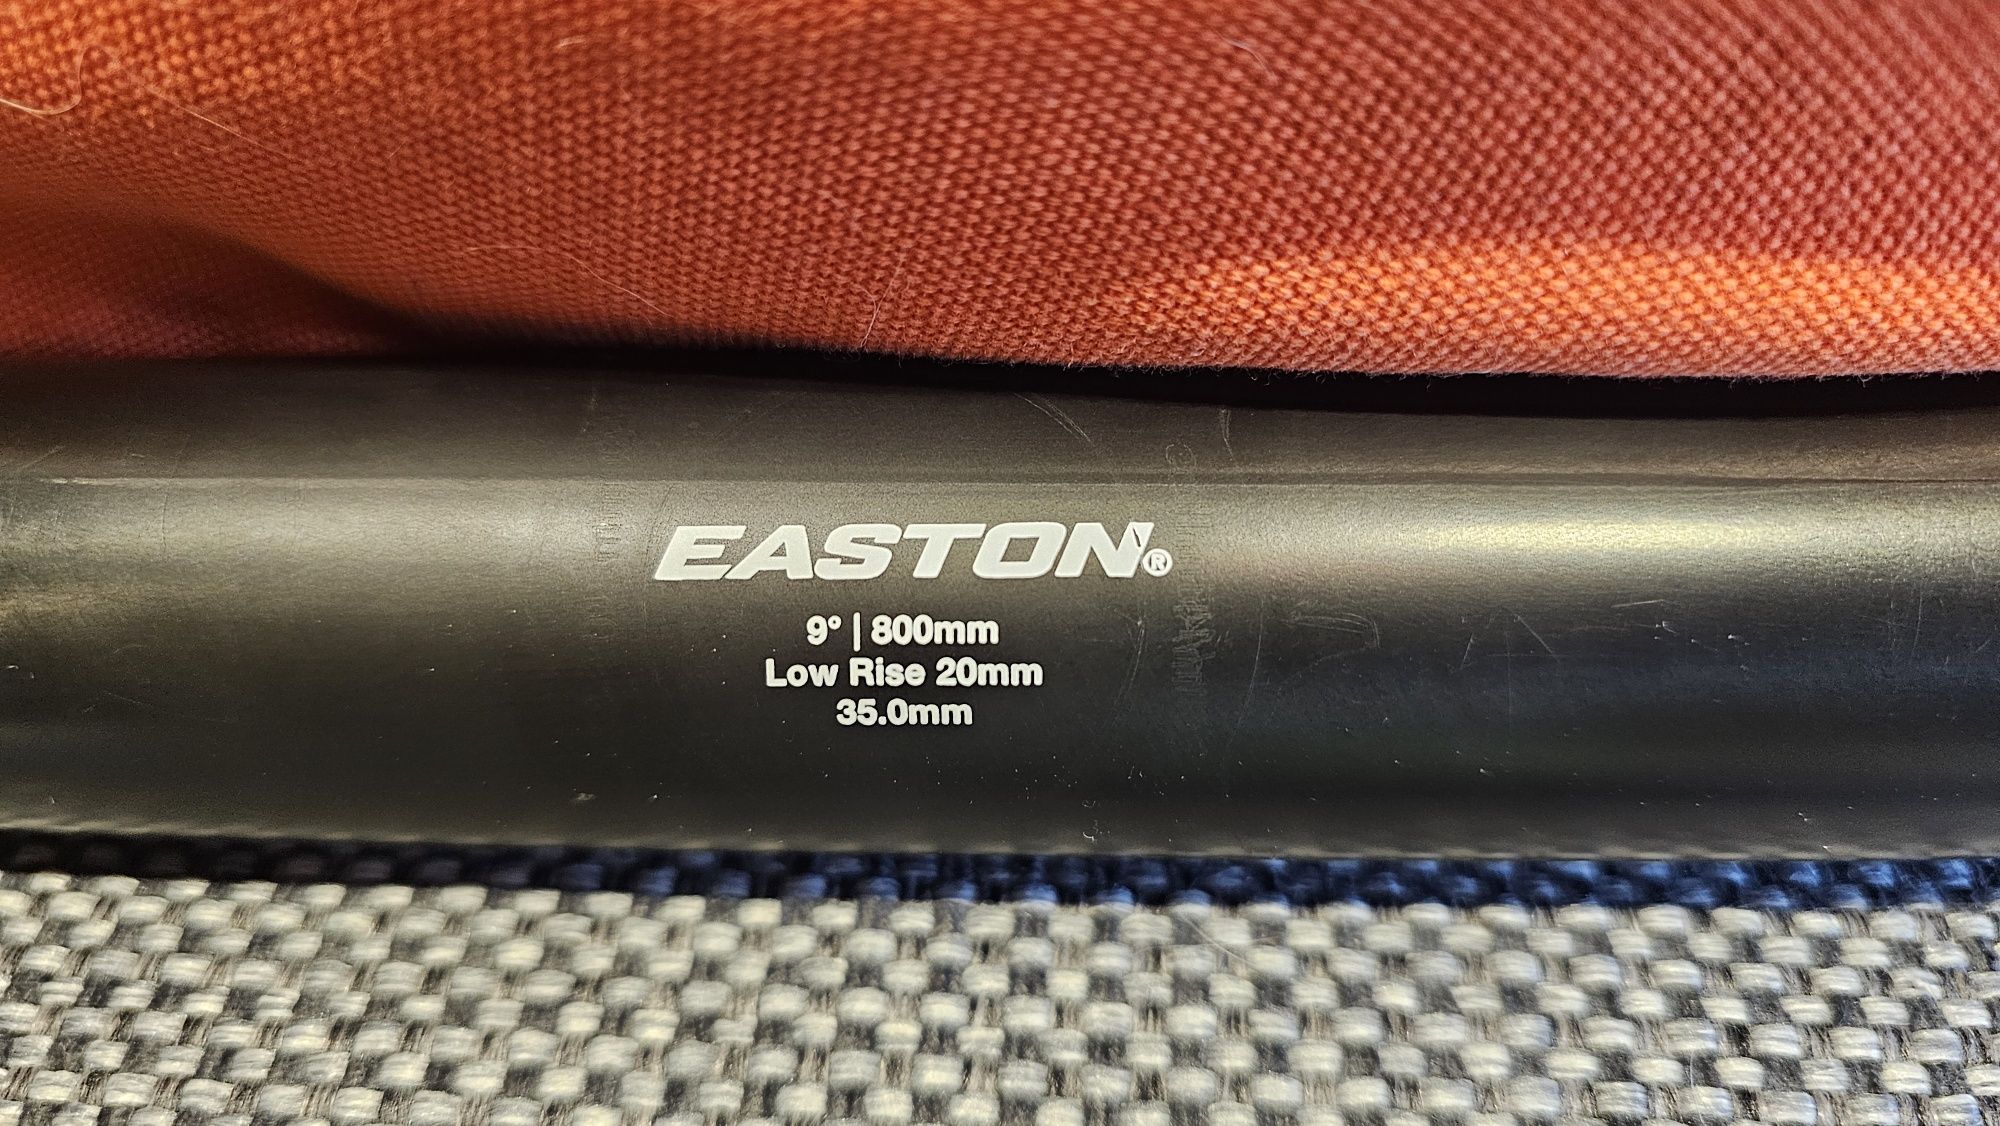 EASTON®
9° | 800mm
Low Rise 20mm
35.0mm